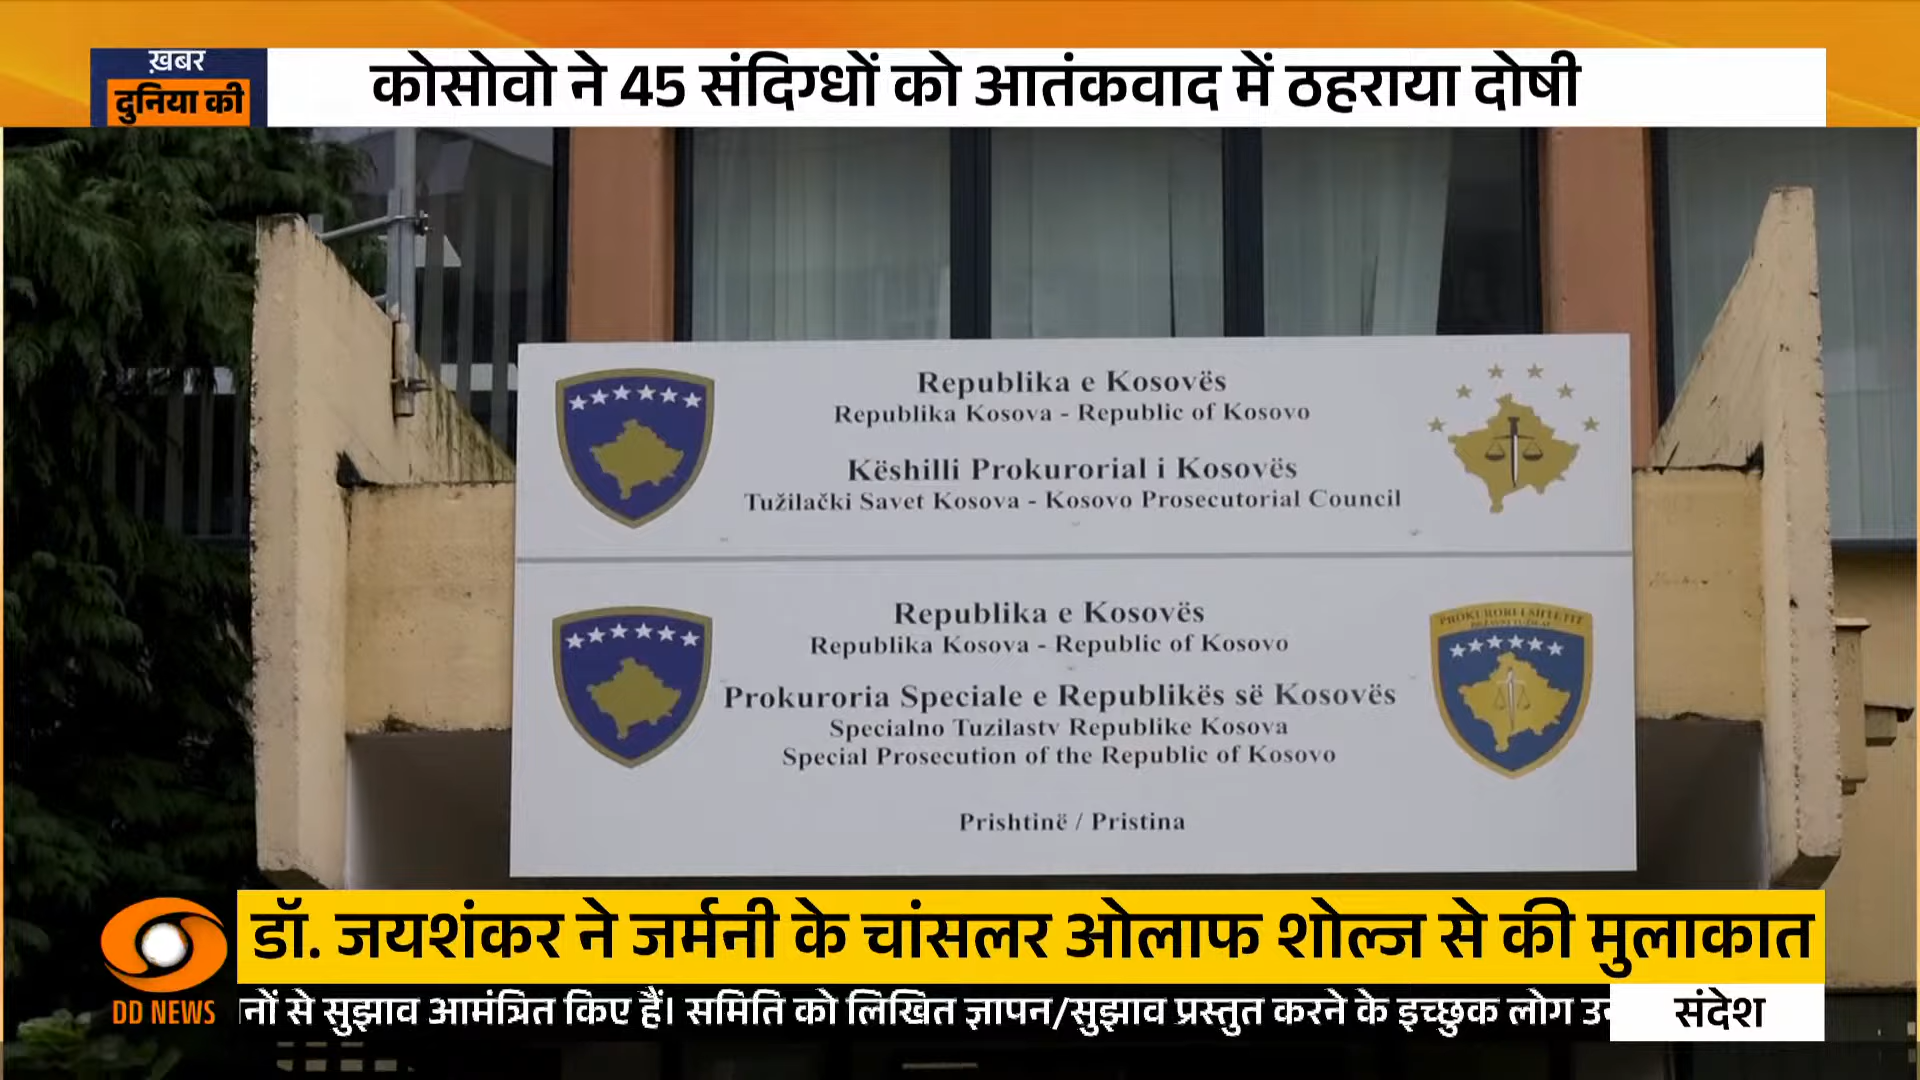 ख़बर
दुनिया की
कोसोवो ने 45 संदिग्धों को आतंकवाद में ठहराया दोषी
Republika e Kosovës
Republika Kosova - Republic of Kosovo
Këshilli Prokurorial i Kosovës
Tužilački Savet Kosova - Kosovo Prosecutorial Council
Republika e Kosovës
Republika Kosova - Republic of Kosovo
PROKURORI I SHTETIT
Prokuroria Speciale e Republikës së Kosovës
Specialno Tuzilastv Republike Kosova
Special Prosecution of the Republic of Kosovo
Prishtinë / Pristina
डॉ. जयशंकर ने जर्मनी के चांसलर ओलाफ शोल्ज से की मुलाकात
DD NEWS
नों से सुझाव आमंत्रित किए हैं। समिति को लिखित ज्ञापन/सुझाव प्रस्तुत करने के इच्छुक लोग
संदेश